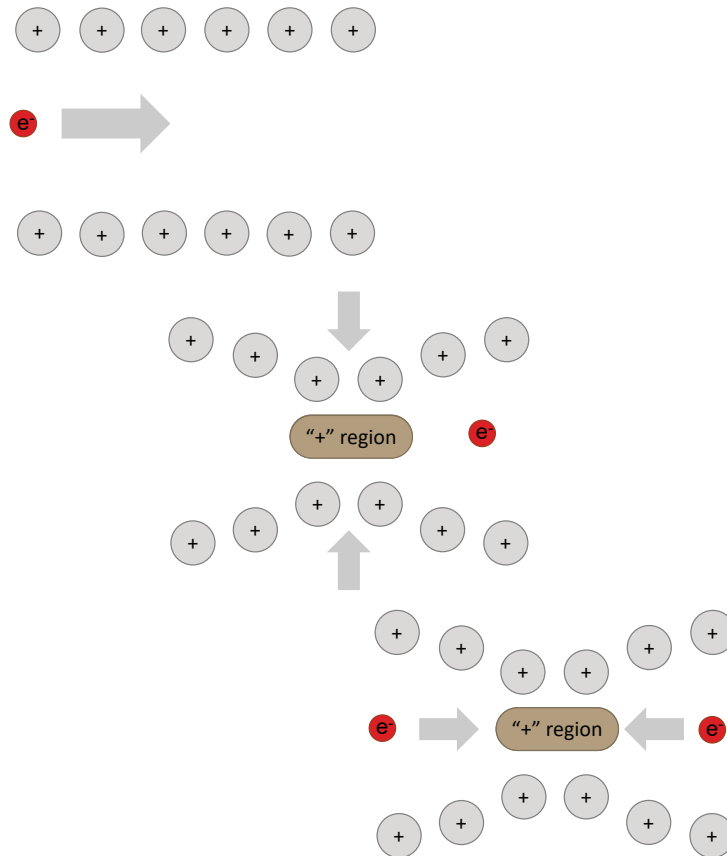 + + + + + +
e-
+ + + + + +
+ + + + + +
“+” region e-
+ + + + + +
+ + + + + +
e- “+” region e-
+ + + + + +